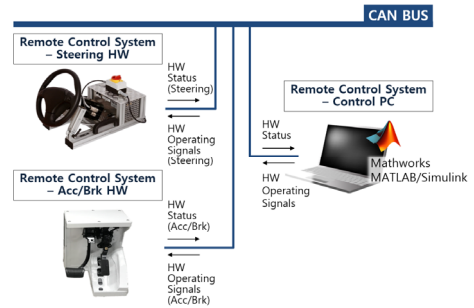 CAN BUS
Remote Control System
– Steering HW
HW
Status
(Steering)
HW
Operating
Signals
(Steering)
Remote Control System
– Control PC
HW
Status
HW
Operating
Signals
Mathworks
MATLAB/Simulink
Remote Control System
– Acc/Brk HW
HW
Status
(Acc/Brk)
HW
Operating
Signals
(Acc/Brk)